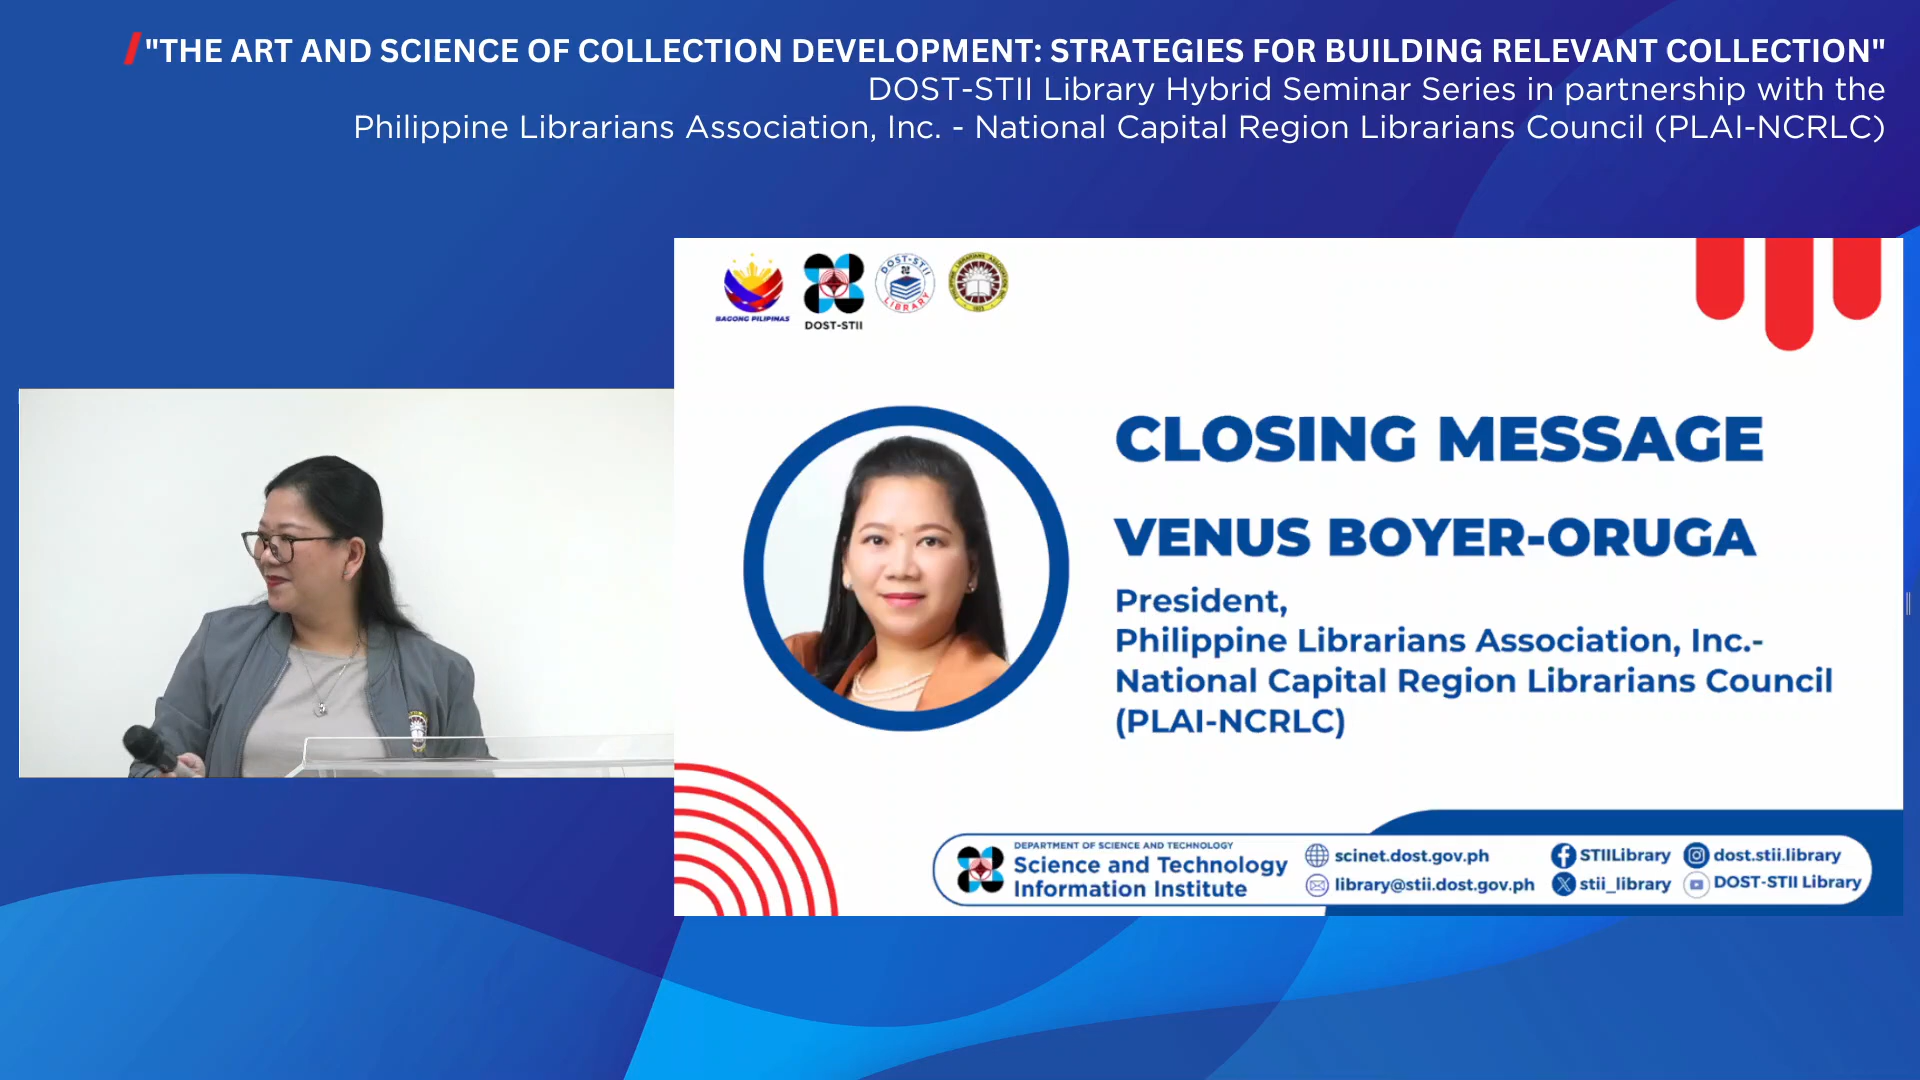 "THE ART AND SCIENCE OF COLLECTION DEVELOPMENT: STRATEGIES FOR BUILDING RELEVANT COLLECTION"
DOST-STII Library Hybrid Seminar Series in partnership with the
Philippine Librarians Association, Inc. - National Capital Region Librarians Council (PLAI-NCRLC)
BAGONG PILIPINAS
DOST-STII
DOST-STII
LIBRARY
CLOSING MESSAGE
VENUS BOYER-ORUGA
President,
Philippine Librarians Association, Inc.-
National Capital Region Librarians Council
(PLAI-NCRLC)
DEPARTMENT OF SCIENCE AND TECHNOLOGY
Science and Technology
Information Institute
scinet.dost.gov.ph
library@stii.dost.gov.ph
STIILibrary
stii_library
dost.stii.library
DOST-STII Library